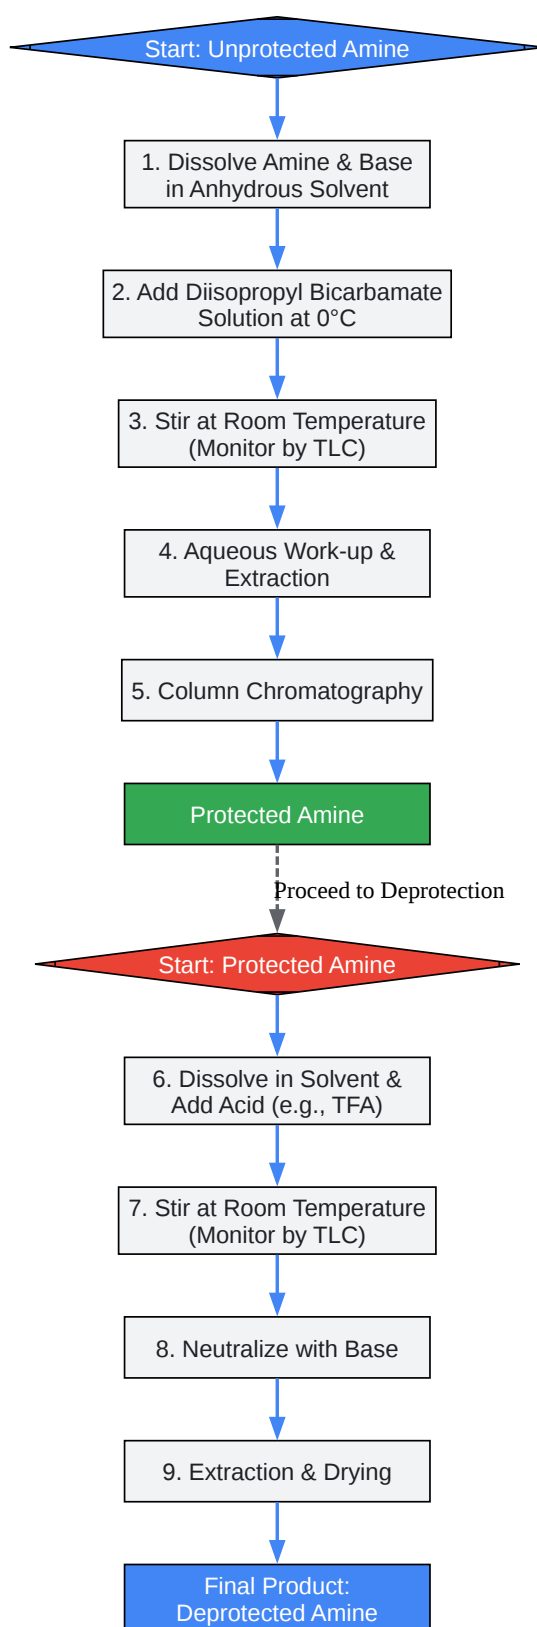 Start: Unprotected Amine
1. Dissolve Amine & Base
in Anhydrous Solvent
2. Add Diisopropyl Bicarbamate
Solution at 0°C
3. Stir at Room Temperature
(Monitor by TLC)
4. Aqueous Work-up &
Extraction
5. Column Chromatography
Protected Amine
Proceed to Deprotection
Start: Protected Amine
6. Dissolve in Solvent &
Add Acid (e.g., TFA)
7. Stir at Room Temperature
(Monitor by TLC)
8. Neutralize with Base
9. Extraction & Drying
Final Product:
Deprotected Amine